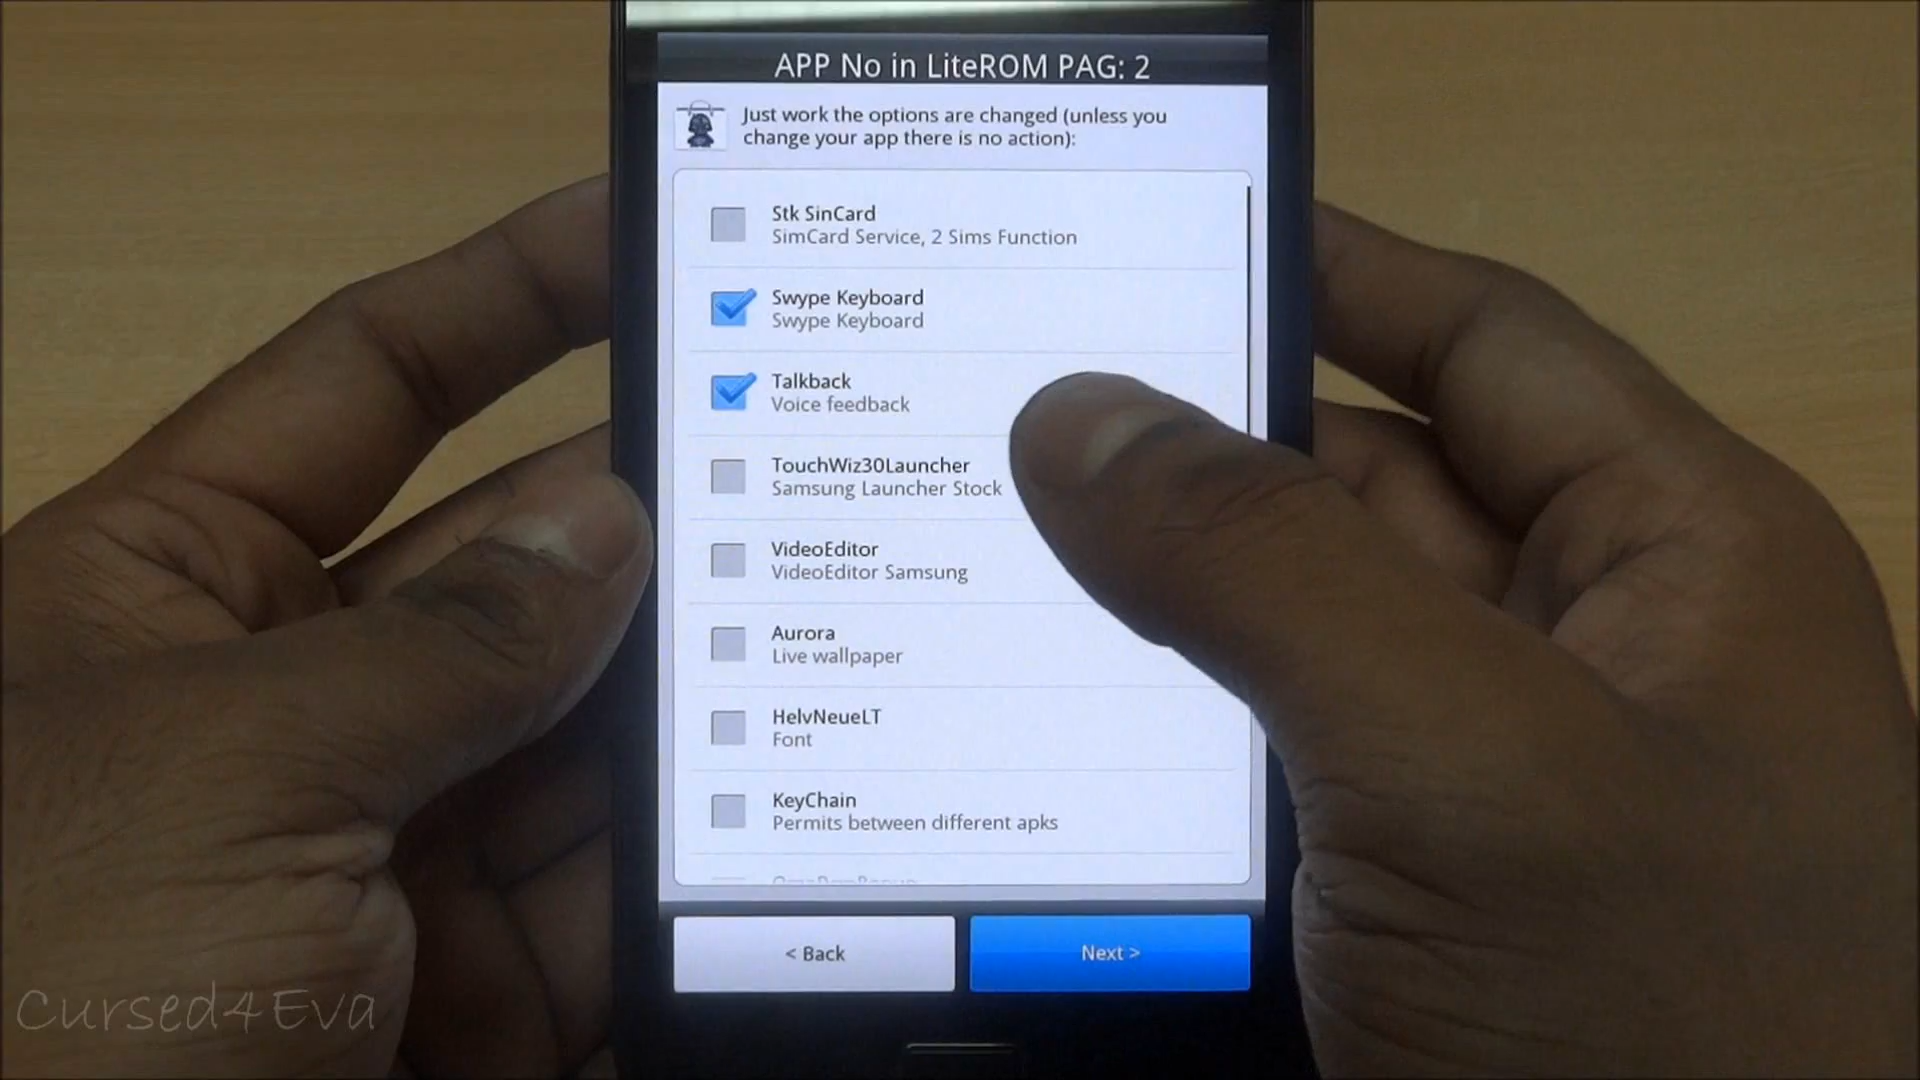 APP No in LiteROM PAG: 2
Just work the options are changed (unless you
change your app there is no action):
Stk SinCard
SimCard Service, 2 Sims Function
Swype Keyboard
Swype Keyboard
Talkback
Voice feedback
TouchWiz30Launcher
Samsung Launcher Stock
VideoEditor
VideoEditor Samsung
Aurora
Live wallpaper
HelvNeueLT
Font
KeyChain
Permits between different apks
< Back
Next >
Cursed4Eva